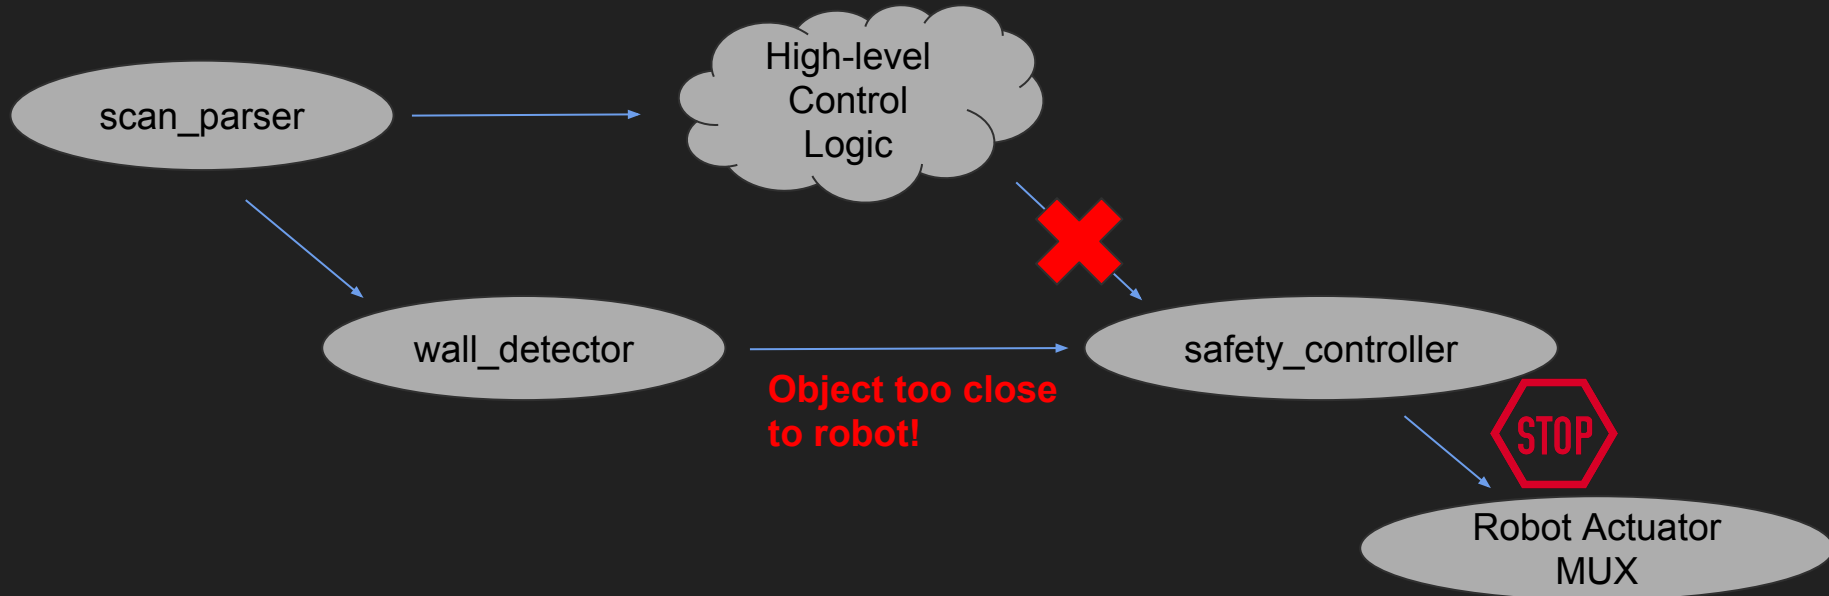 scan_parser
High-level
Control
Logic
wall_detector
Object too close
to robot!
safety_controller
STOP
Robot Actuator
MUX